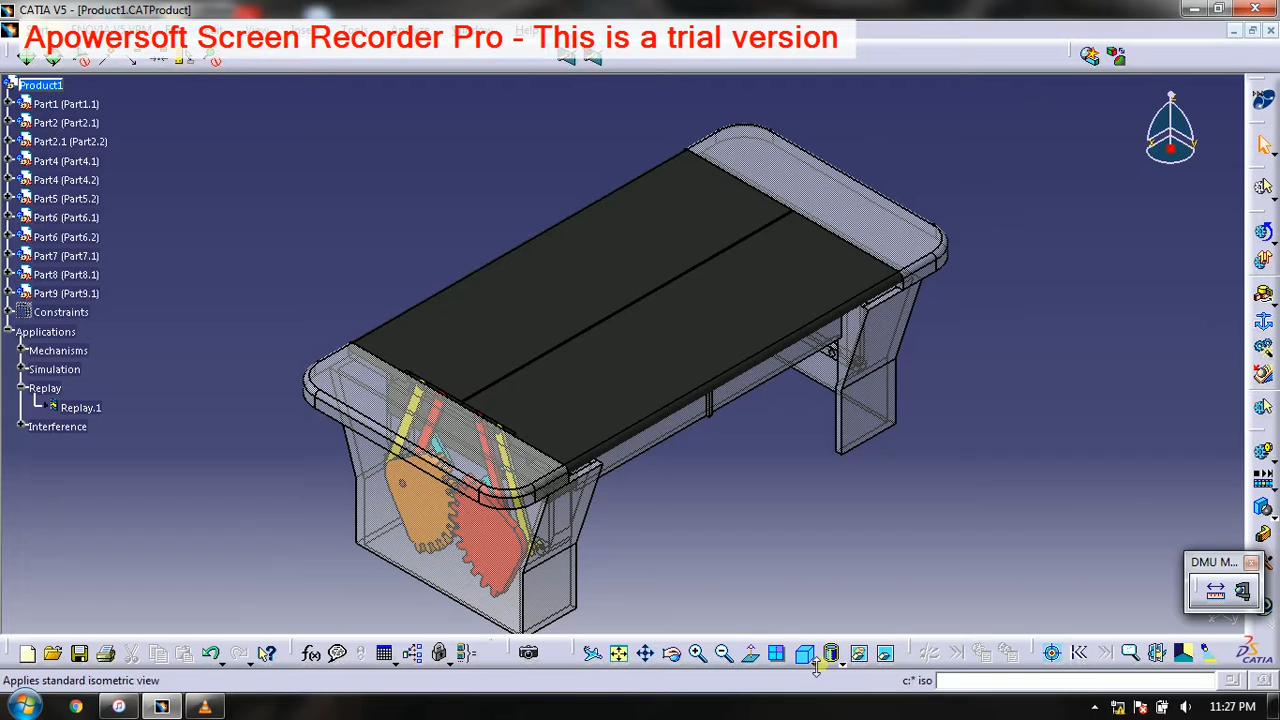 CATIA V5 - [Product1.CATProduct]
Apowersoft Screen Recorder Pro - This is a trial version
Product1
Part1 (Part1.1)
Part2 (Part2.1)
Part2.1 (Part2.2)
Part4 (Part4.1)
Part4 (Part4.2)
Part5 (Part5.2)
Part6 (Part6.1)
Part6 (Part6.2)
Part7 (Part7.1)
Part8 (Part8.1)
Part9 (Part9.1)
Constraints
Applications
Mechanisms
Simulation
Replay
Replay.1
Interference
DMU M...
f(x)
CATIA
Applies standard isometric view
c:* iso
11:27 PM